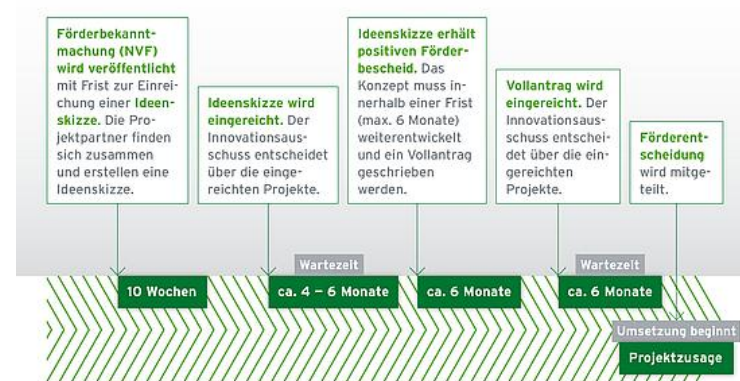 Förderbekannt-
machung (NVF)
wird veröffentlicht
mit Frist zur Einrei-
chung einer Ideen-
skizze. Die Pro-
jektpartner finden
sich zusammen
und erstellen eine
Ideenskizze.
Ideenskizze wird
eingereicht. Der
Innovationsaus-
schuss entscheidet
über die einge-
reichten Projekte.
Ideenskizze erhält
positiven Förder-
bescheid. Das
Konzept muss in-
nerhalb einer Frist
(max. 6 Monate)
weiterentwickelt
und ein Vollantrag
geschrieben
werden.
Vollantrag wird
eingereicht. Der
Innovationsaus-
schuss entschei-
det über die ein-
gereichten
Projekte.
Förderent-
scheidung
wird mitge-
teilt.
Wartezeit
Wartezeit
10 Wochen
ca. 4 – 6 Monate
ca. 6 Monate
ca. 6 Monate
Umsetzung beginnt
Projektzusage